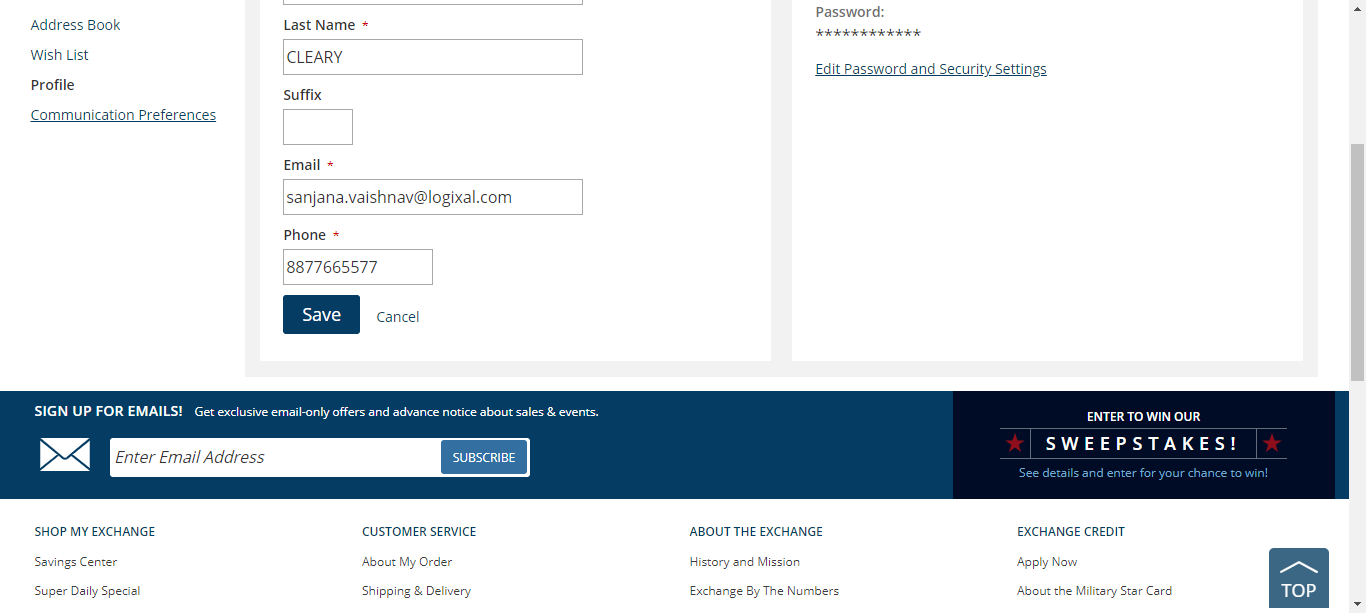 Address Book
Wish List
Profile
Communication Preferences
Last Name *
CLEARY
Suffix
Email *
sanjana.vaishnav@logixal.com
Phone *
8877665577
Save Cancel
Password:
************
Edit Password and Security Settings
SIGN UP FOR EMAILS! Get exclusive email-only offers and advance notice about sales & events.
Enter Email Address SUBSCRIBE
ENTER TO WIN OUR
SWEEPSTAKES!
See details and enter for your chance to win!
SHOP MY EXCHANGE
Savings Center
Super Daily Special
CUSTOMER SERVICE
About My Order
Shipping & Delivery
ABOUT THE EXCHANGE
History and Mission
Exchange By The Numbers
EXCHANGE CREDIT
Apply Now
About the Military Star Card
TOP